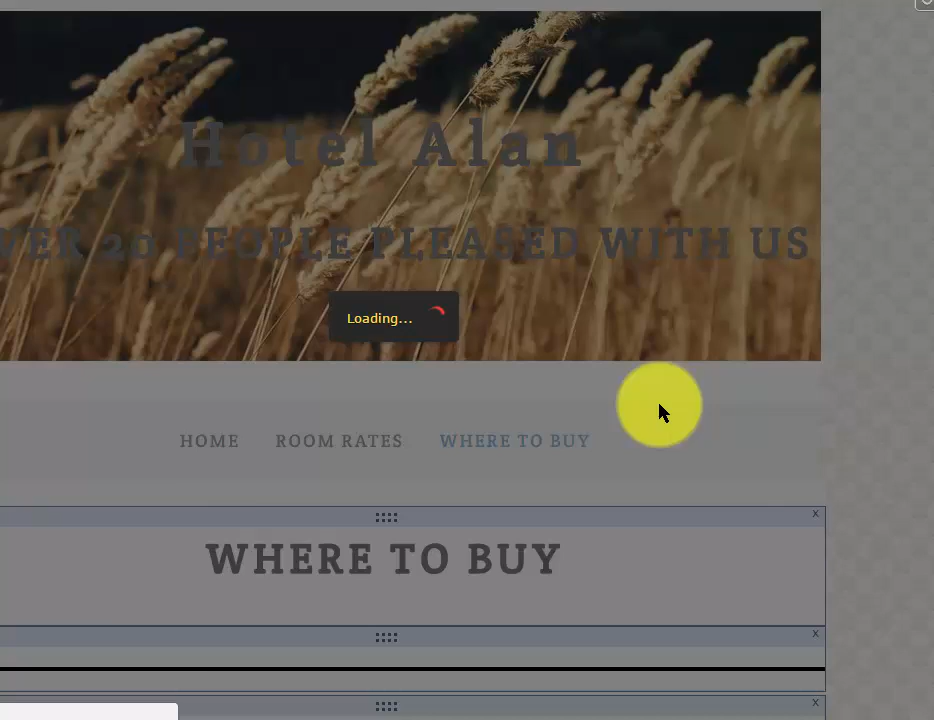 Hotel Alan
VER 20 PEOPLE PLEASED WITH US
Loading...
HOME ROOM RATES WHERE TO BUY
x
WHERE TO BUY
x
x